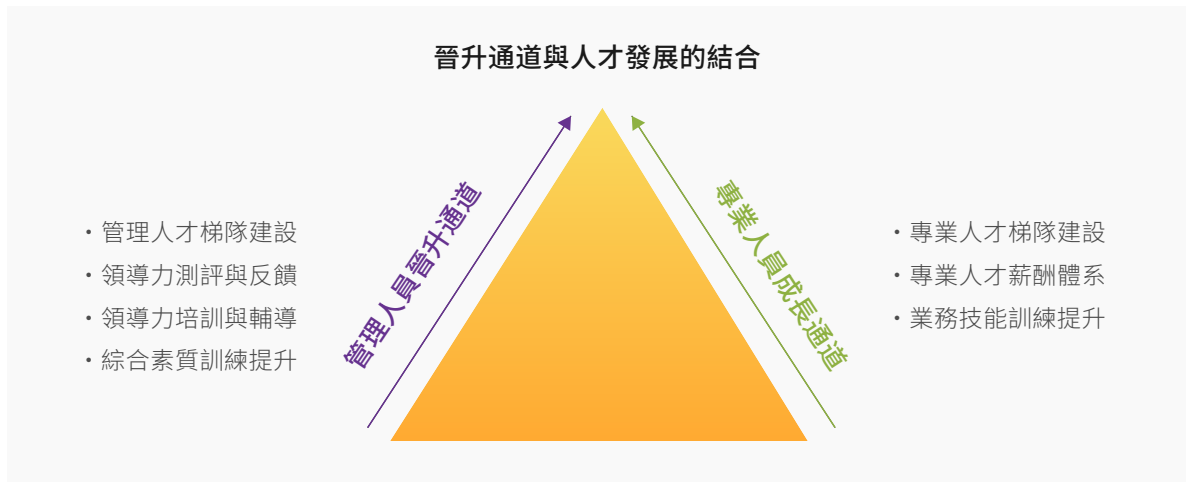 晉升通道與人才發展的結合
・管理人才梯隊建設
・領導力測評與反饋
・領導力培訓與輔導
・綜合素質訓練提升
管理人員晉升通道
專業人員成長通道
・專業人才梯隊建設
・專業人才薪酬體系
・業務技能訓練提升